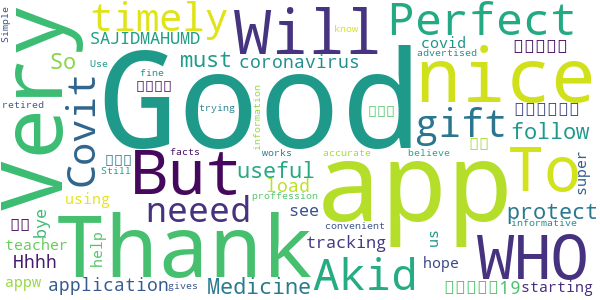 Simple
timely
Will
Perfect
know
SAJIDMAHUMD
covid
Use
advertised
So
must
coronavirus
fine
Very
Good
nice
retired
Covit
trying
gift
follow
information
But
To
Still
facts
works
accurate
believe
super
useful
app
load
using
neeed
proffession
protect
bye
Thank
see
us
WHO
teacher
help
tracking
convenient
informative
Hhhh
Akid
hope
appw
application
gives
Medicine
19
starting